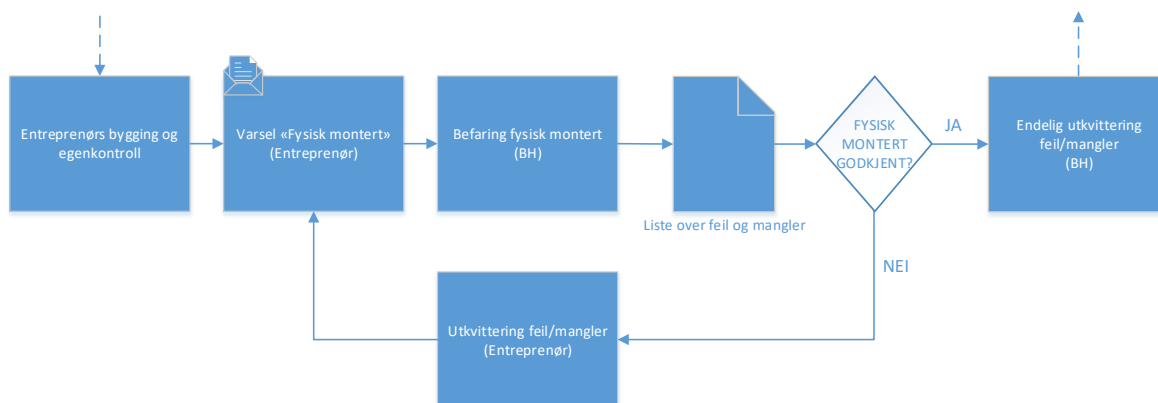 Entreprenørs bygging og
egenkontroll
Varsel «Fysisk montert»
(Entreprenør)
Befaring fysisk montert
(BH)
Liste over feil og mangler
FYSISK
MONTERT
GODKJENT?
JA
Endelig utkvittering
feil/mangler
(BH)
NEI
Utkvittering feil/mangler
(Entreprenør)